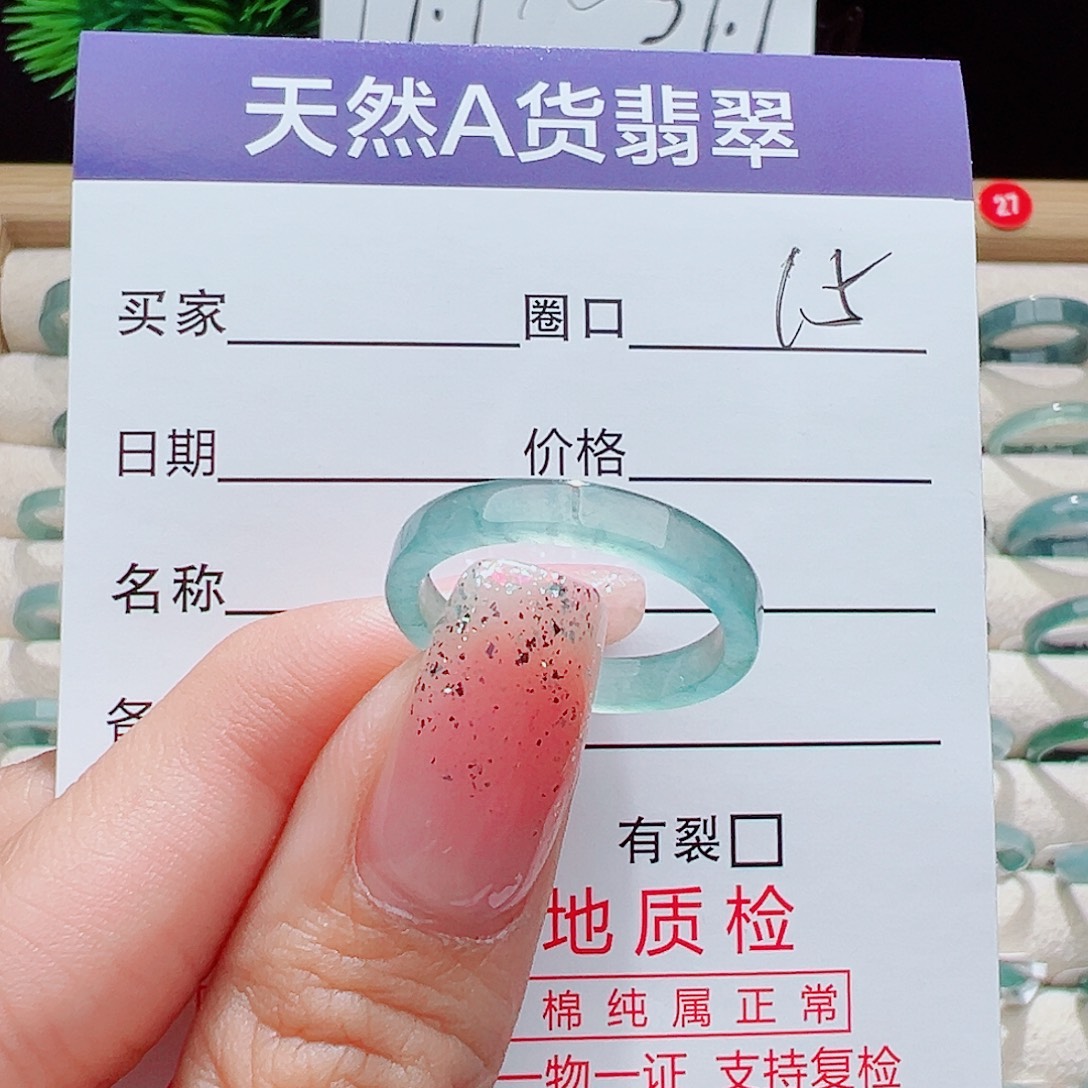 天然A货翡翠
27
买家 圈口 15
日期 价格
名称
有裂
地质检
棉纯属正常
一物一证 支持复检